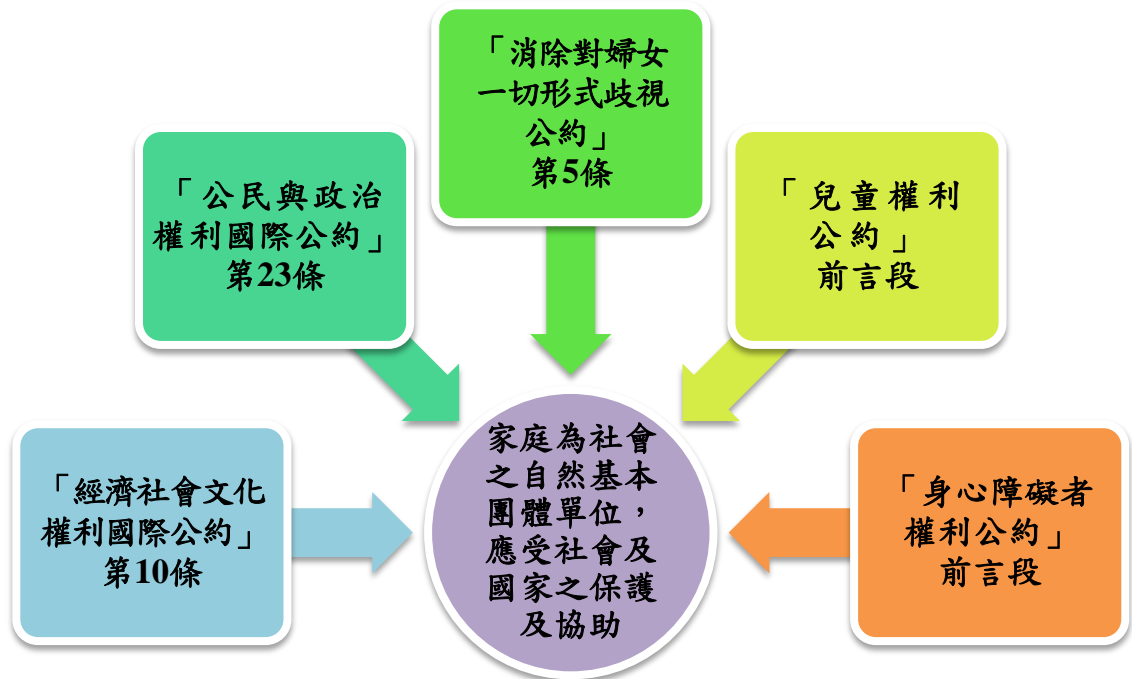 「消除對婦女
一切形式歧視
公約」
第5條
「公民與政治
權利國際公約」
第23條
「兒童權利
公約」
前言段
「經濟社會文化
權利國際公約」
第10條
家庭為社會
之自然基本
團體單位，
應受社會及
國家之保護
及協助
「身心障礙者
權利公約」
前言段